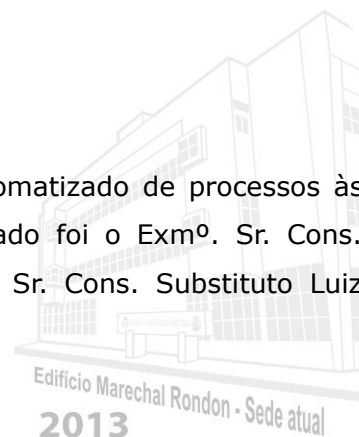 omatizado de processos às
ado foi o Exmº. Sr. Cons.
Sr. Cons. Substituto Luiz
Edifício Marechal Rondon - Sede atual
2013